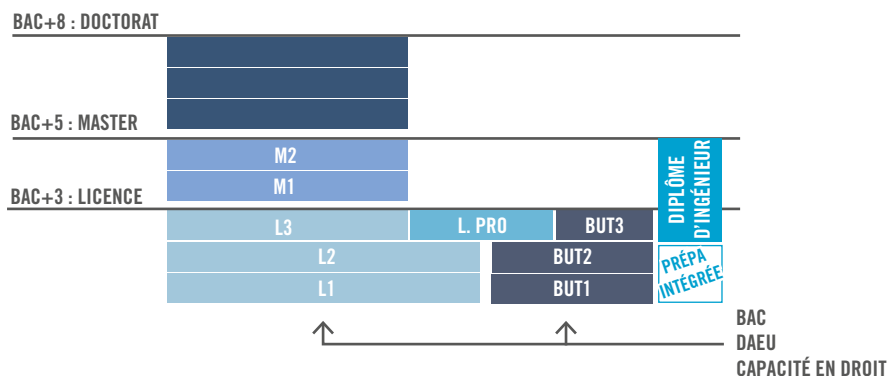 BAC+8 : DOCTORAT
BAC+5 : MASTER
M2
M1
DIPLÔME
D'INGÉNIEUR
BAC+3 : LICENCE
L3
L. PRO
BUT3
L2
BUT2
PRÉPA
INTÉGRÉE
L1
BUT1
BAC
DAEU
CAPACITÉ EN DROIT